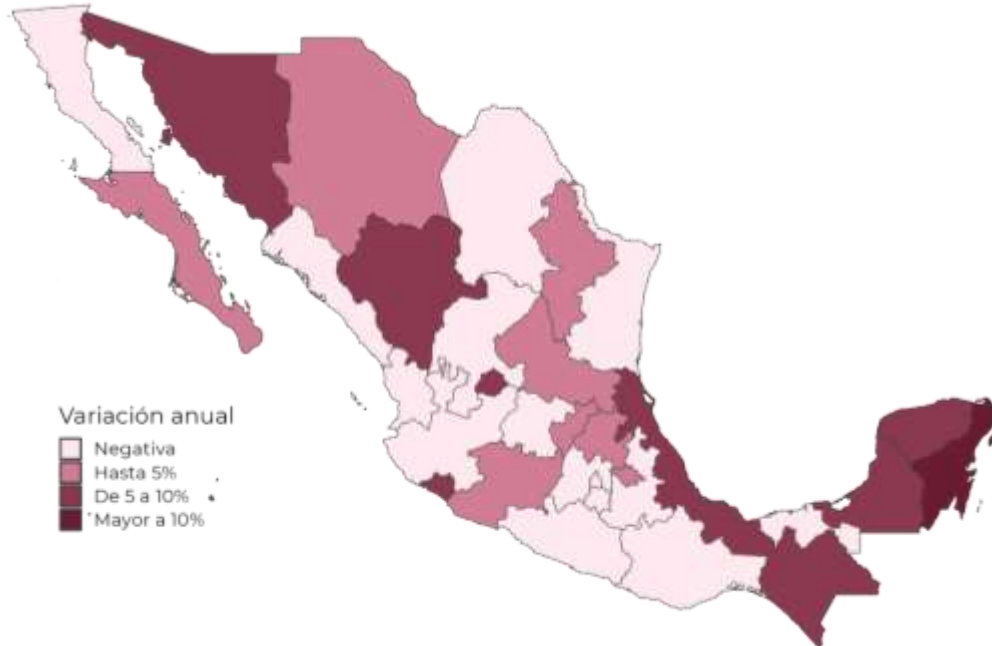 Variación anual
Negativa
Hasta 5%
De 5 a 10%
Mayor a 10%